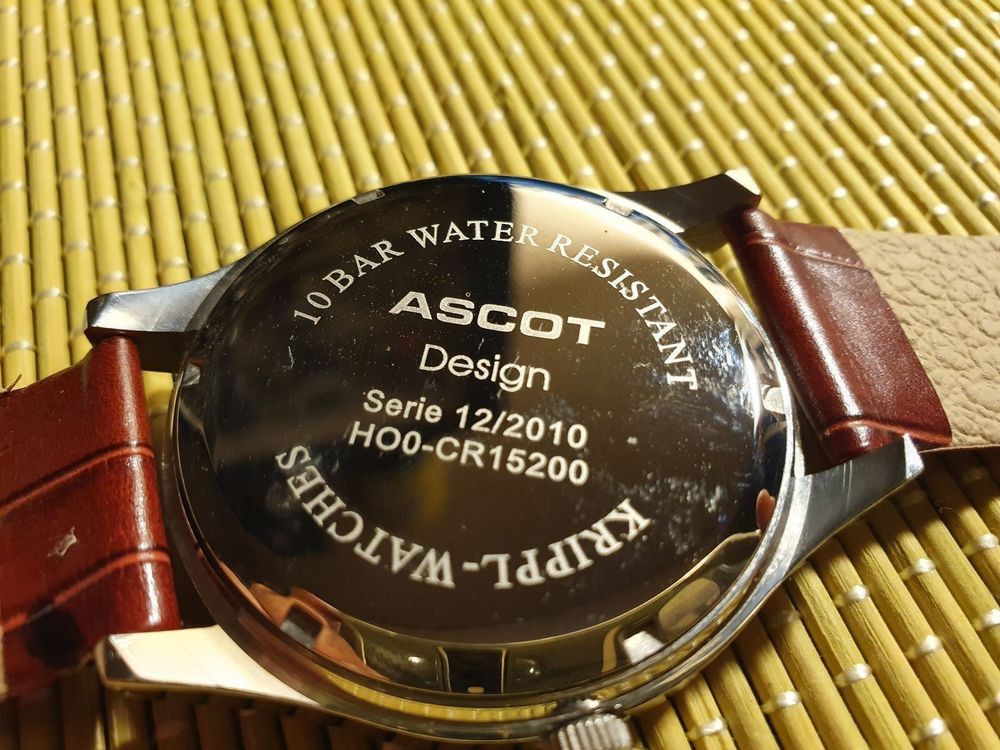 10 BAR WATER RESISTANT
ASCOT
Design
Serie 12/2010
HO0-CR15200
KRIPPL-WATCHES